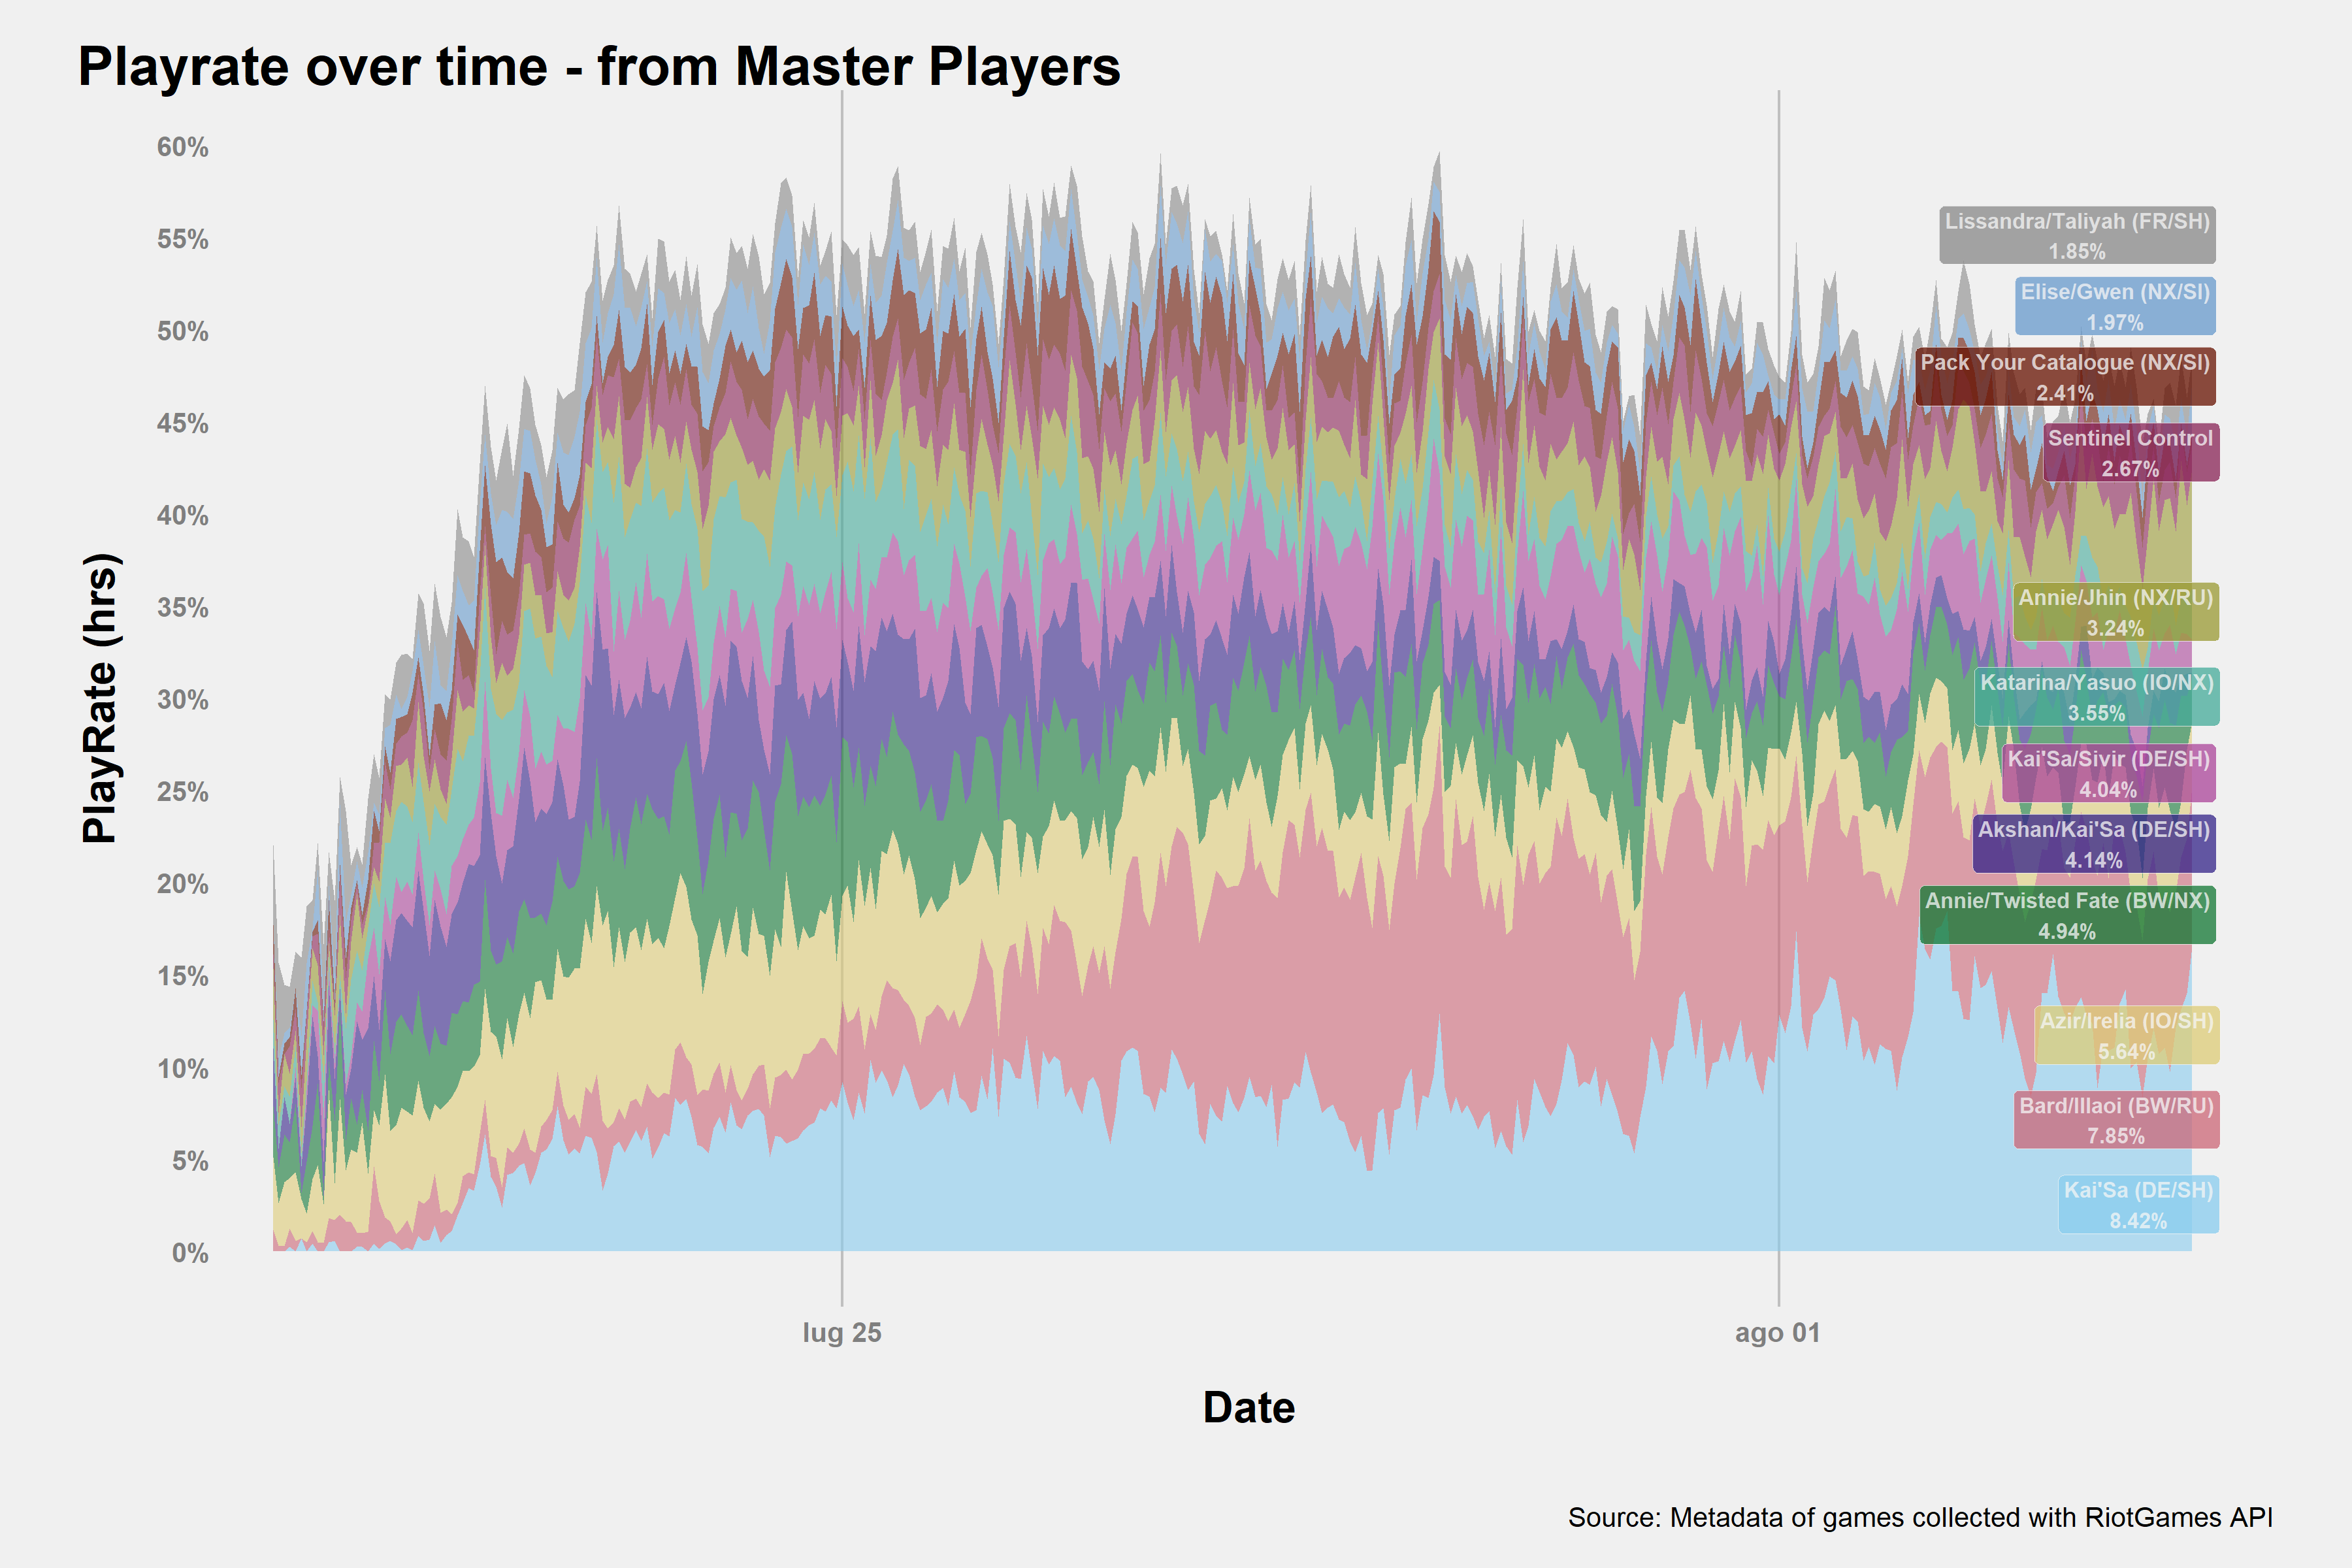 Playrate over time - from Master Players
PlayRate (hrs)
60%
55%
50%
45%
40%
35%
30%
25%
20%
15%
10%
5%
0%
Lissandra/Taliyah (FR/SH)
1.85%
Elise/Gwen (NX/SI)
1.97%
Pack Your Catalogue (NX/SI)
2.41%
Sentinel Control
2.67%
Annie/Jhin (NX/RU)
3.24%
Katarina/Yasuo (IO/NX)
3.55%
Kai'Sa/Sivir (DE/SH)
4.04%
Akshan/Kai'Sa (DE/SH)
4.14%
Annie/Twisted Fate (BW/NX)
4.94%
Azir/Irelia (IO/SH)
5.64%
Bard/Illaoi (BW/RU)
7.85%
Kai'Sa (DE/SH)
8.42%
lug 25
ago 01
Date
Source: Metadata of games collected with RiotGames API